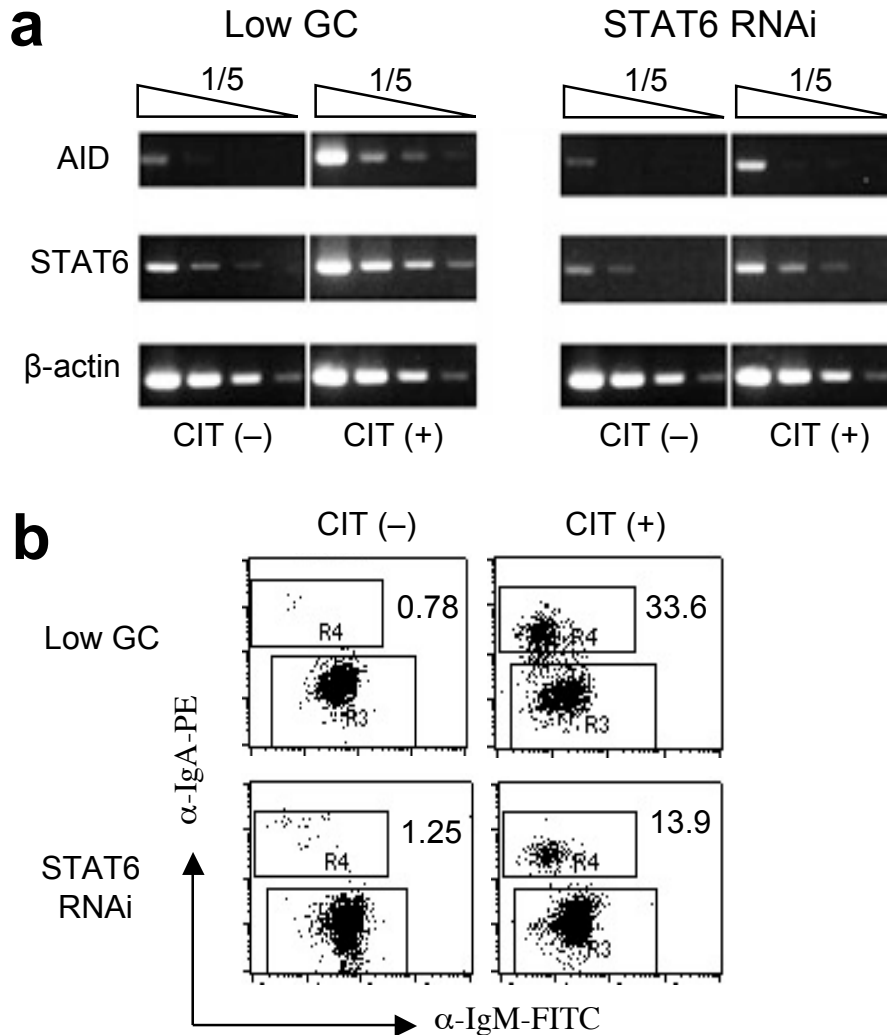 a
Low GC STAT6 RNAi
1/5 1/5 1/5 1/5
AID
STAT6
β-actin
CIT (–) CIT (+) CIT (–) CIT (+)
b
CIT (–) CIT (+)
Low GC
0.78
R4
R3
33.6
R4
R3
STAT6
RNAi
1.25
R4
13.9
R4
R3
α-IgA-PE
α-IgM-FITC